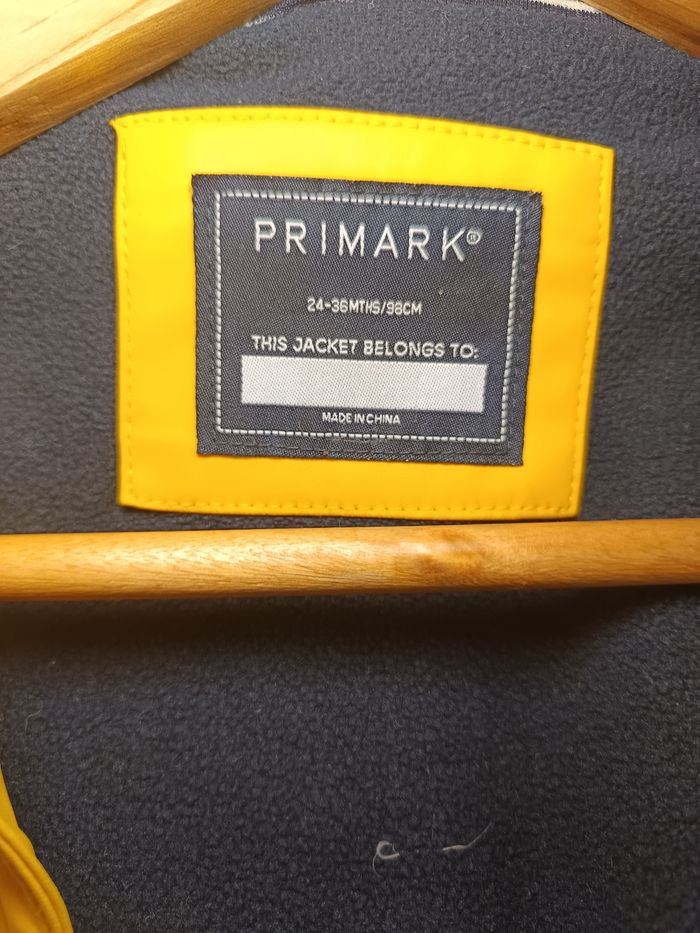 PRIMARK®
24-36MTHS/98CM
THIS JACKET BELONGS TO:
MADE IN CHINA